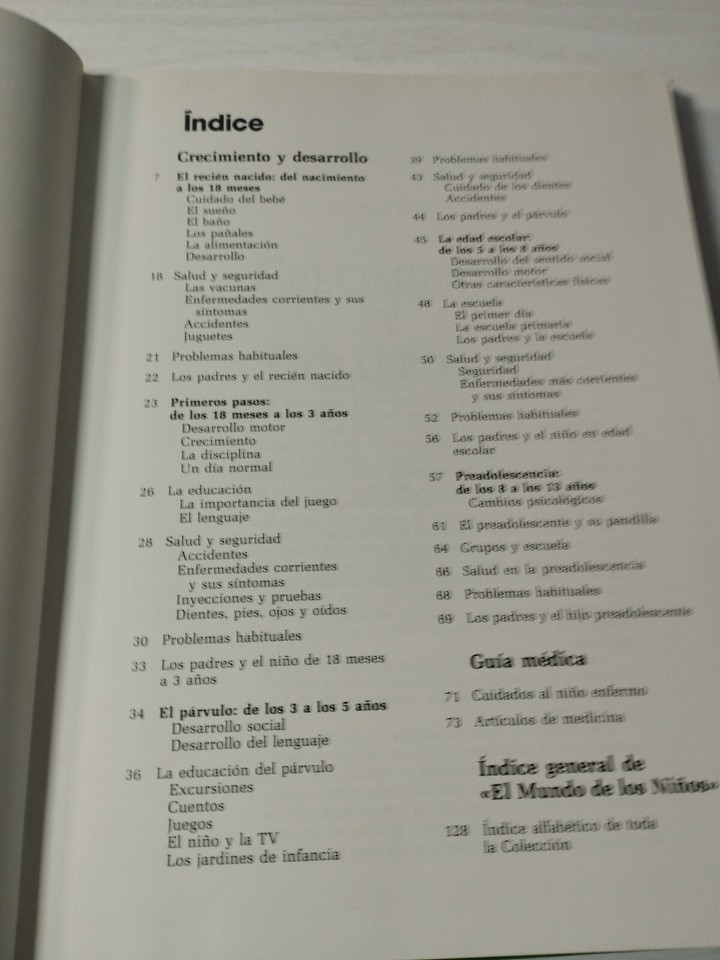 Índice
Crecimiento y desarrollo
7 El recién nacido: del nacimiento
a los 18 meses
Cuidado del bebé
El sueño
El baño
Los pañales
La alimentación
Desarrollo
18 Salud y seguridad
Las vacunas
Enfermedades corrientes y sus
síntomas
Accidentes
Juguetes
21 Problemas habituales
22 Los padres y el recién nacido
23 Primeros pasos:
de los 18 meses a los 3 años
Desarrollo motor
Crecimiento
La disciplina
Un día normal
26 La educación
La importancia del juego
El lenguaje
28 Salud y seguridad
Accidentes
Enfermedades corrientes
y sus síntomas
Inyecciones y pruebas
Dientes, pies, ojos y oídos
30 Problemas habituales
33 Los padres y el niño de 18 meses
a 3 años
34 El párvulo: de los 3 a los 5 años
Desarrollo social
Desarrollo del lenguaje
36 La educación del párvulo
Excursiones
Cuentos
Juegos
El niño y la TV
Los jardines de infancia
39 Problemas habituales
43 Salud y seguridad
Cuidado de los dientes
Accidentes
44 Los padres y el párvulo
45 La edad escolar:
de los 5 a los 8 años
Desarrollo del sentido social
Desarrollo motor
Otras características físicas
48 La escuela
El primer día
La escuela primaria
Los padres y la escuela
50 Salud y seguridad
Seguridad
Enfermedades más corrientes
y sus síntomas
52 Problemas habituales
56 Los padres y el niño en edad
escolar
57 Preadolescencia:
de los 8 a los 13 años
Cambios psicológicos
61 El preadolescente y su pandilla
64 Grupos y escuela
66 Salud en la preadolescencia
68 Problemas habituales
69 Los padres y el hijo preadolescente
Guía médica
71 Cuidados al niño enfermo
73 Artículos de medicina
Índice general de
«El Mundo de los Niños»
128 Índice alfabético de toda
la Colección